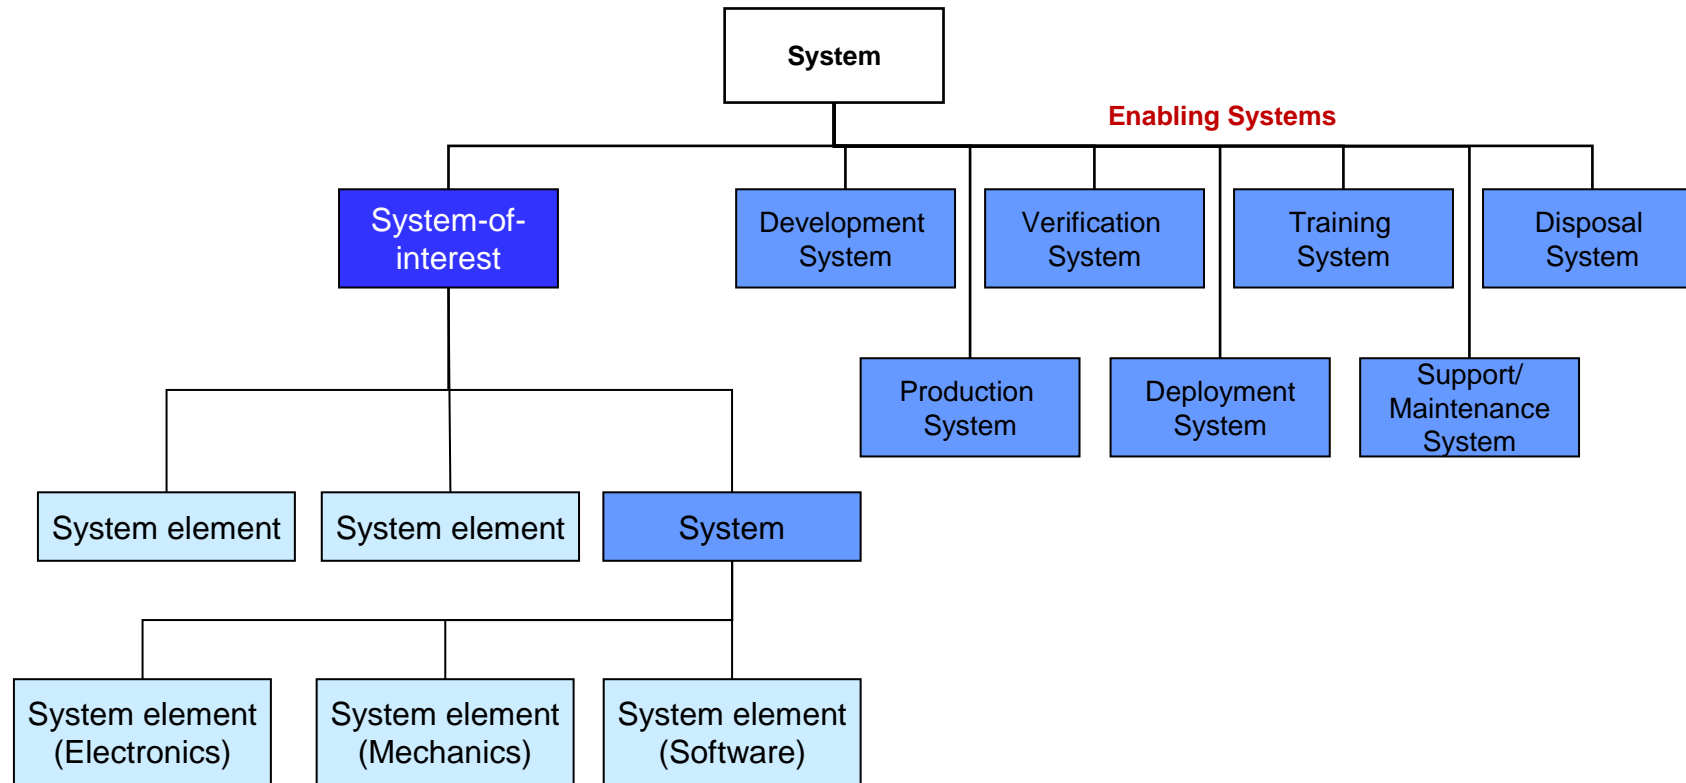 System
Enabling Systems
System-of-
interest
Development
System
Verification
System
Training
System
Disposal
System
Production
System
Deployment
System
Support/
Maintenance
System
System element
System element
System
System element
(Electronics)
System element
(Mechanics)
System element
(Software)